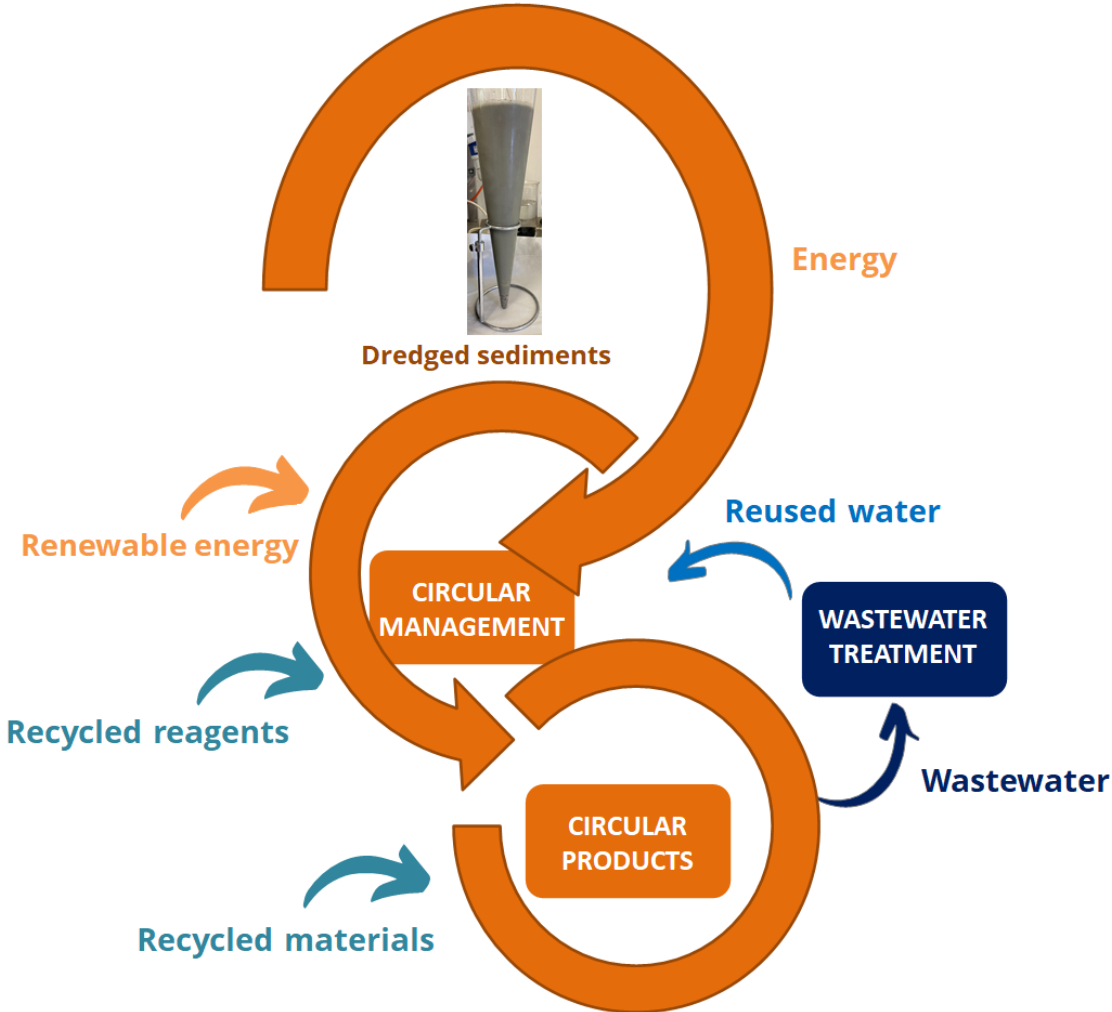 Energy
Dredged sediments
Renewable energy
Reused water
CIRCULAR
MANAGEMENT
WASTEWATER
TREATMENT
Recycled reagents
Wastewater
CIRCULAR
PRODUCTS
Recycled materials